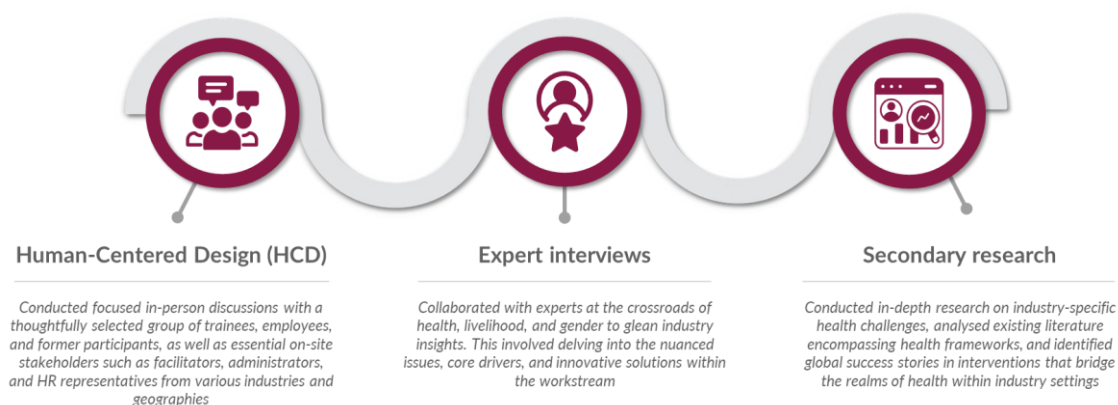 Human-Centered Design (HCD)
Conducted focused in-person discussions with a
thoughtfully selected group of trainees, employees,
and former participants, as well as essential on-site
stakeholders such as facilitators, administrators,
and HR representatives from various industries and
geographies
Expert interviews
Collaborated with experts at the crossroads of
health, livelihood, and gender to glean industry
insights. This involved delving into the nuanced
issues, core drivers, and innovative solutions within
the workstream
Secondary research
Conducted in-depth research on industry-specific
health challenges, analysed existing literature
encompassing health frameworks, and identified
global success stories in interventions that bridge
the realms of health within industry settings